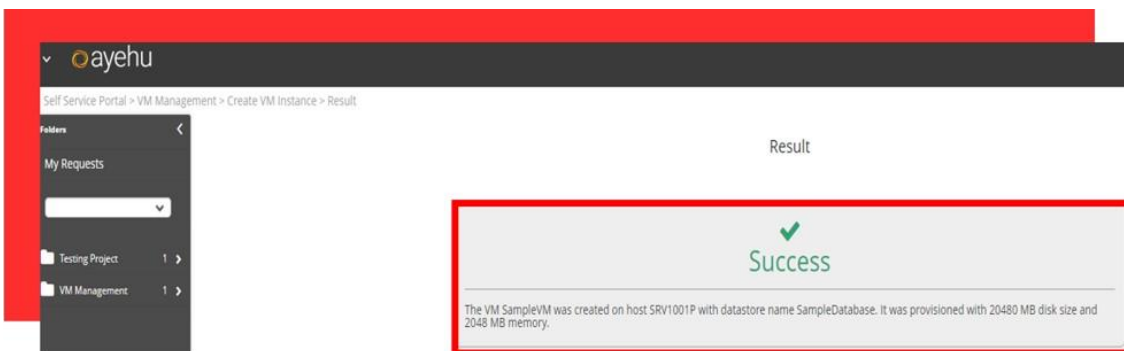 ayehu
Self Service Portal > VM Management > Create VM Instance > Result
Folders
My Requests
Testing Project 1
VM Management 1
Result
Success
The VM SampleVM was created on host SRV1001P with datastore name SampleDatabase. It was provisioned with 20480 MB disk size and
2048 MB memory.